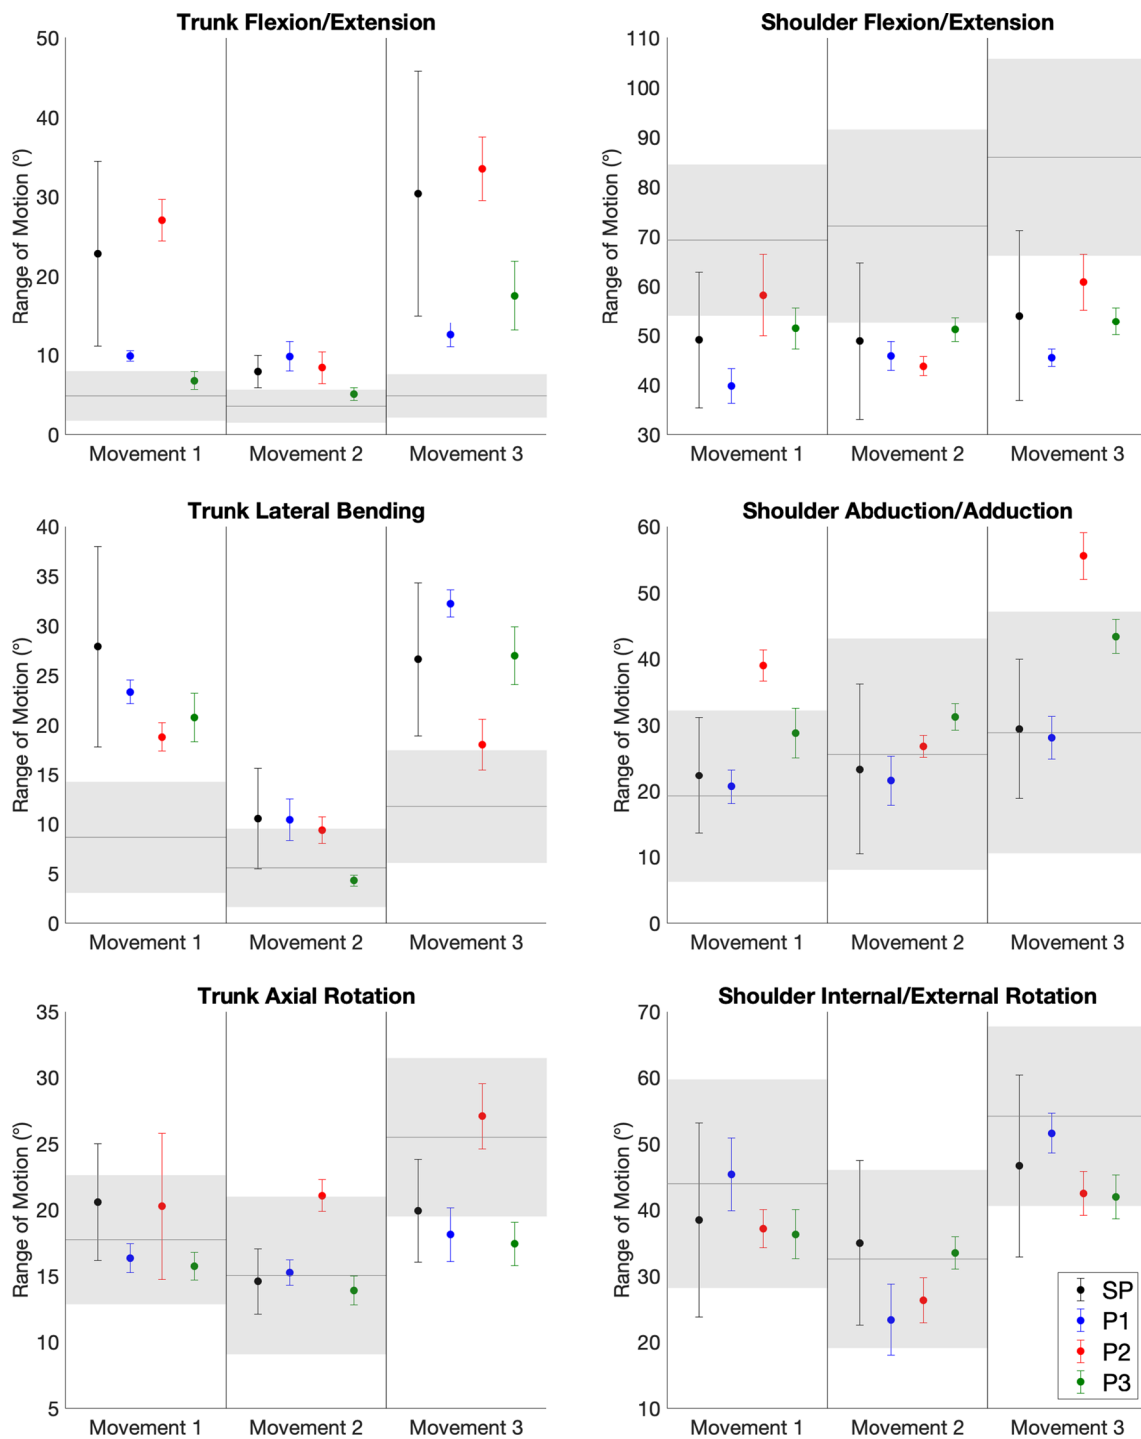 Trunk Flexion/Extension
50
40
30
20
10
0
Range of Motion (°)
Movement 1 Movement 2 Movement 3
Shoulder Flexion/Extension
110
100
90
80
70
60
50
40
30
Range of Motion (°)
Movement 1 Movement 2 Movement 3
Trunk Lateral Bending
40
35
30
25
20
15
10
5
0
Range of Motion (°)
Movement 1 Movement 2 Movement 3
Shoulder Abduction/Adduction
60
50
40
30
20
10
0
Range of Motion (°)
Movement 1 Movement 2 Movement 3
Trunk Axial Rotation
35
30
25
20
15
10
5
Range of Motion (°)
Movement 1 Movement 2 Movement 3
Shoulder Internal/External Rotation
70
60
50
40
30
20
10
Range of Motion (°)
Movement 1 Movement 2 Movement 3
SP
P1
P2
P3